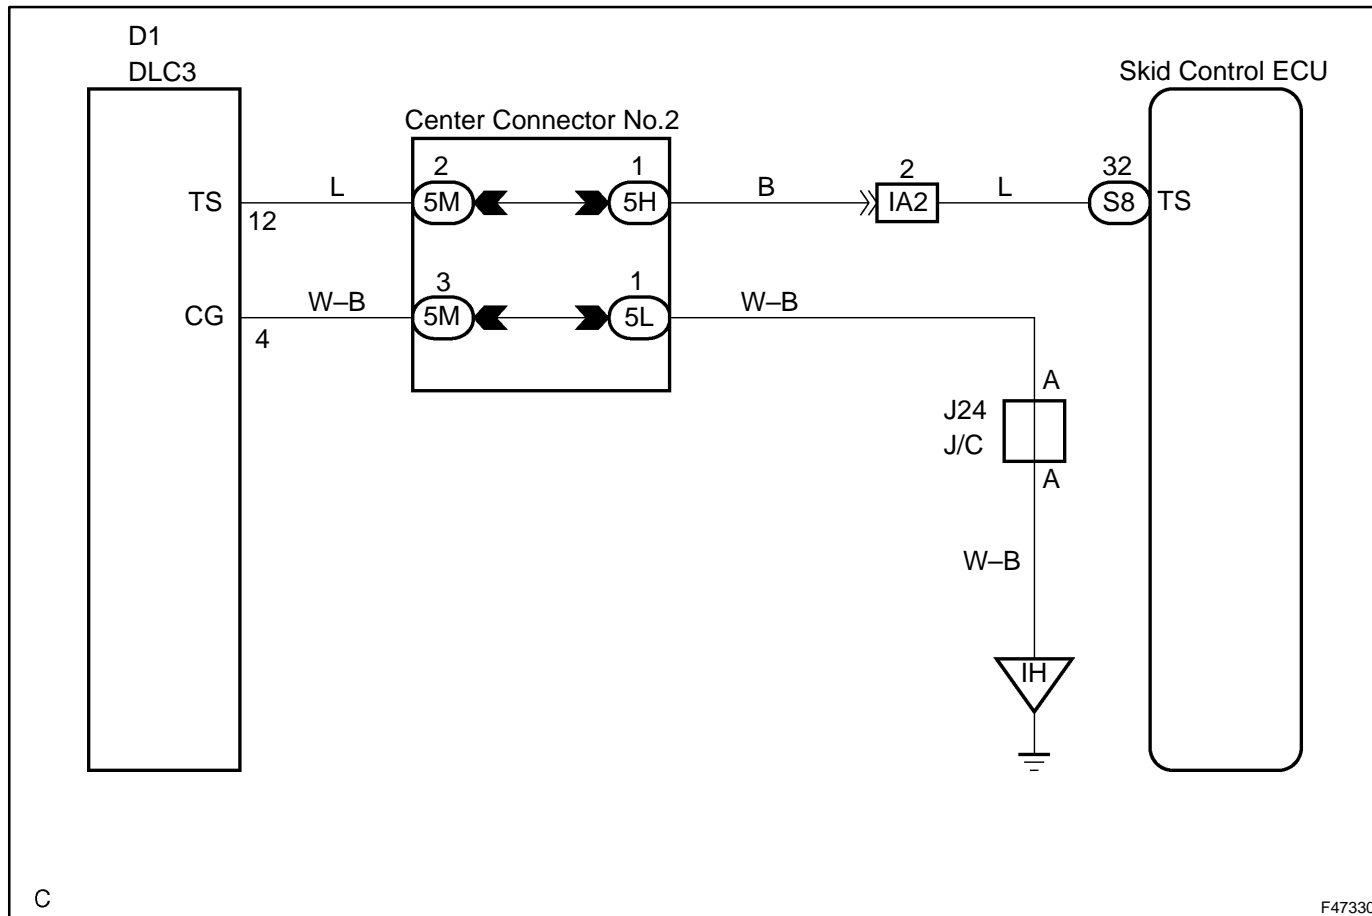 D1
DLC3
Skid Control ECU
Center Connector No.2
TS
12
L
2
5M
1
5H
B
2
IA2
L
32
S8
TS
CG
4
W–B
3
5M
1
5L
W–B
A
J24
J/C
A
W–B
IH
C
F47330